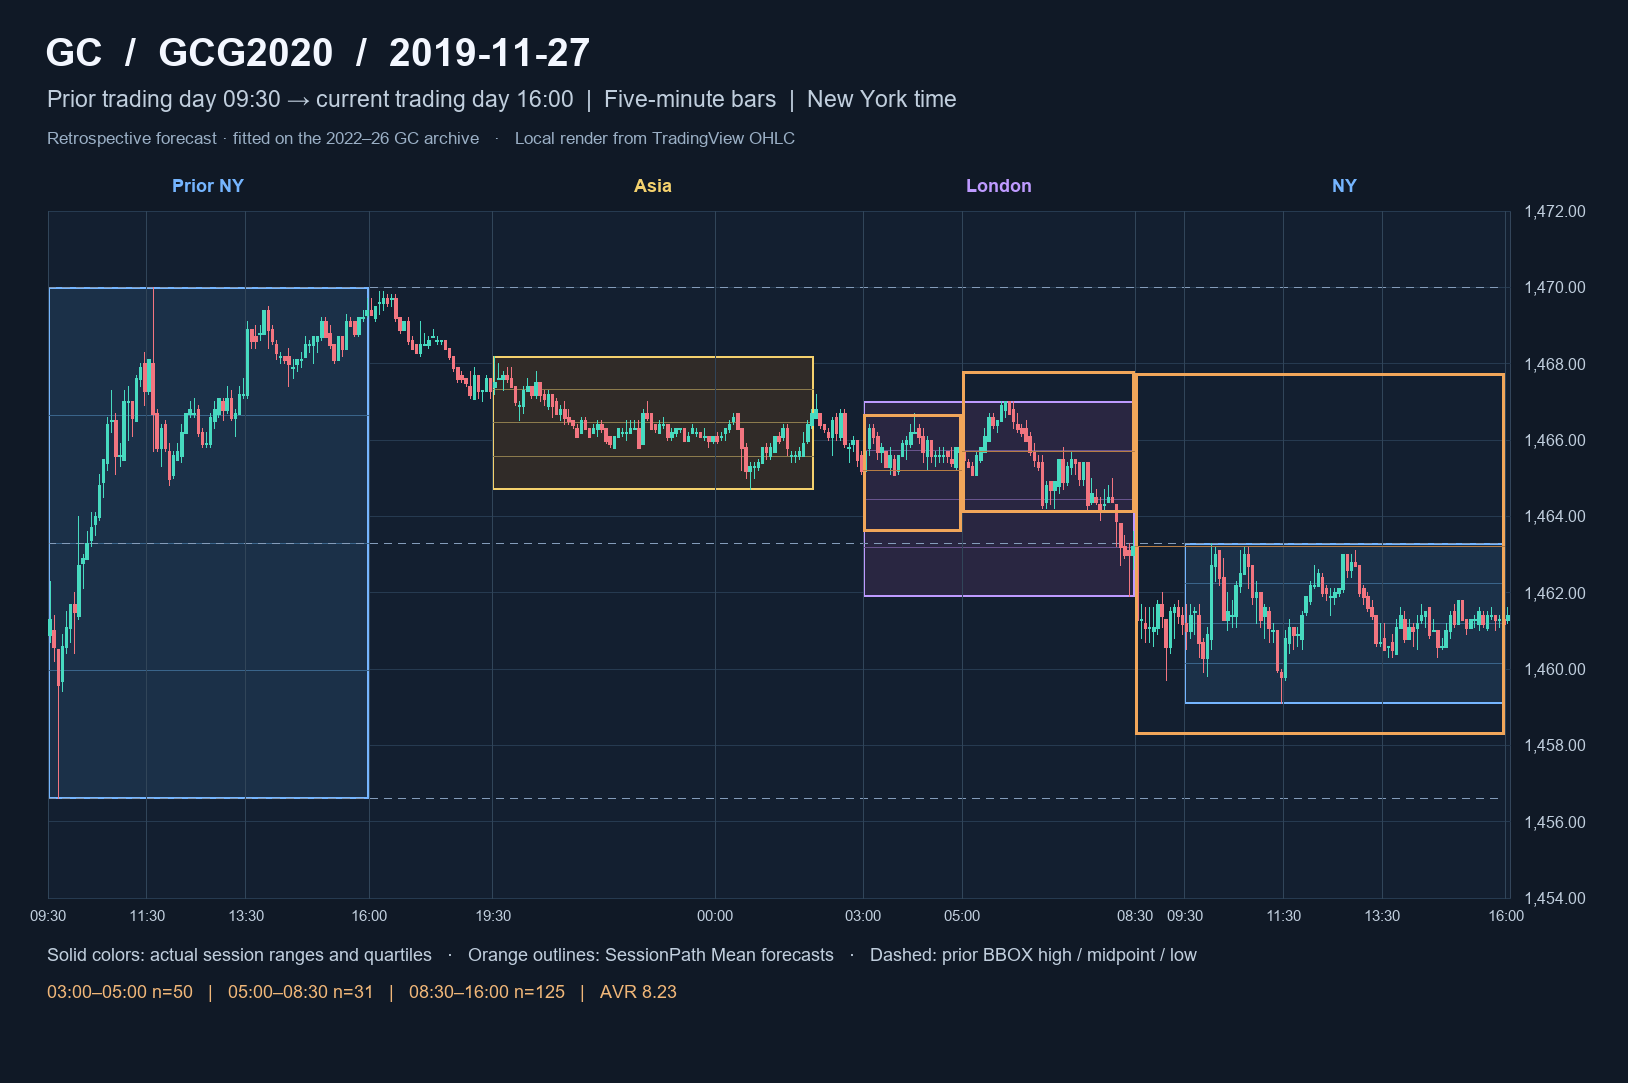 GC / GCG2020 / 2019-11-27
Prior trading day 09:30 → current trading day 16:00 | Five-minute bars | New York time
Retrospective forecast · fitted on the 2022–26 GC archive · Local render from TradingView OHLC
Prior NY Asia London NY
1,472.00
1,470.00
1,468.00
1,466.00
1,464.00
1,462.00
1,460.00
1,458.00
1,456.00
1,454.00
09:30 11:30 13:30 16:00 19:30 00:00 03:00 05:00 08:30 09:30 11:30 13:30 16:00
Solid colors: actual session ranges and quartiles · Orange outlines: SessionPath Mean forecasts · Dashed: prior BBOX high / midpoint / low
03:00–05:00 n=50 | 05:00–08:30 n=31 | 08:30–16:00 n=125 | AVR 8.23